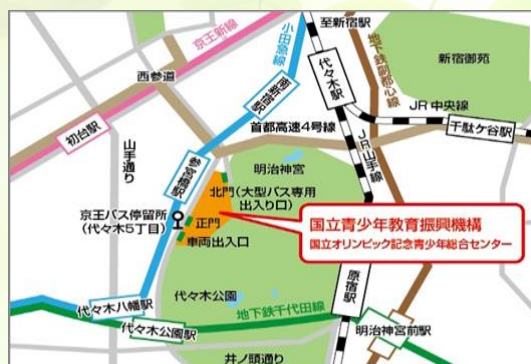 至新宿駅
京王新線
小田急線
地下鉄副都心線
新宿御苑
西参道
南新宿駅
代々木駅
JR中央線
千駄ケ谷駅
初台駅
首都高速4号線
山手通り
JR山手線
参宮橋駅
明治神宮
北門(大型バス専用
出入り口)
京王バス停留所
(代々木5丁目)
正門
車両出入口
国立青少年教育振興機構
国立オリンピック記念青少年総合センター
原宿駅
代々木八幡駅
代々木公園
代々木公園駅
地下鉄千代田線
明治神宮前駅
井ノ頭通り